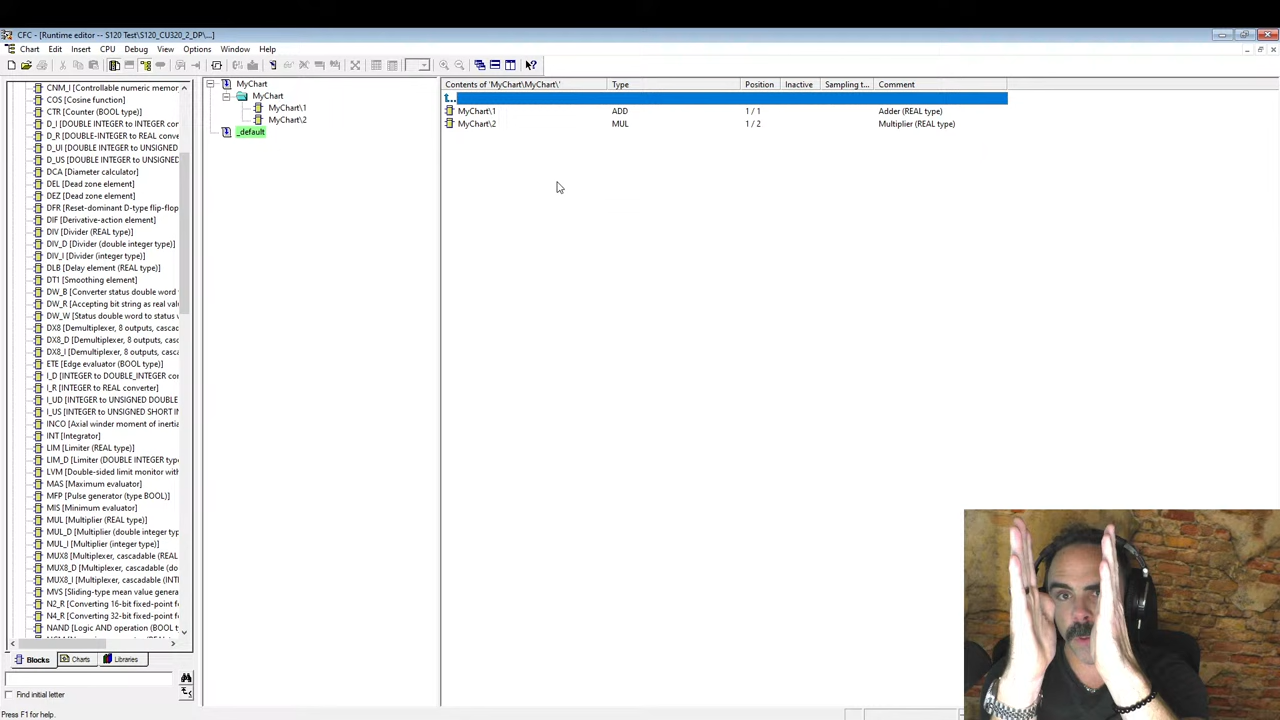 CFC - [Runtime editor -- S120 Test\S120_CU320_2_DP\...]
Chart Edit Insert CPU Debug View Options Window Help
CNM_I [Controllable numeric memor
COS [Cosine function]
CTR [Counter (BOOL type)]
D_I [DOUBLE INTEGER to INTEGER con
D_R [DOUBLE-INTEGER to REAL conver
D_UI [DOUBLE INTEGER to UNSIGNED
D_US [DOUBLE INTEGER to UNSIGNED
DCA [Diameter calculator]
DEL [Dead zone element]
DEZ [Dead zone element]
DFR [Reset-dominant D-type flip-flop
DIF [Derivative-action element]
DIV [Divider (REAL type)]
DIV_D [Divider (double integer type)]
DIV_I [Divider (integer type)]
DLB [Delay element (REAL type)]
DT1 [Smoothing element]
DW_B [Converter status double word
DW_R [Accepting bit string as real valu
DW_W [Status double word to status
DX8 [Demultiplexer, 8 outputs, cascad
DX8_D [Demultiplexer, 8 outputs, casca
DX8_I [Demultiplexer, 8 outputs, casca
ETE [Edge evaluator (BOOL type)]
I_D [INTEGER to DOUBLE_INTEGER co
I_R [INTEGER to REAL converter]
I_UD [INTEGER to UNSIGNED DOUBLE
I_US [INTEGER to UNSIGNED SHORT IN
INCO [Axial winder moment of inertia
INT [Integrator]
LIM [Limiter (REAL type)]
LIM_D [Limiter (DOUBLE INTEGER type
LVM [Double-sided limit monitor with
MAS [Maximum evaluator]
MFP [Pulse generator (type BOOL)]
MIS [Minimum evaluator]
MUL [Multiplier (REAL type)]
MUL_D [Multiplier (double integer type
MUL_I [Multiplier (integer type)]
MUX8 [Multiplexer, cascadable (REAL
MUX8_D [Multiplexer, cascadable (do
MUX8_I [Multiplexer, cascadable (INT
MVS [Sliding-type mean value genera
N2_R [Converting 16-bit fixed-point f
N4_R [Converting 32-bit fixed-point f
NAND [Logic AND operation (BOOL ty
Blocks Charts Libraries
Find initial letter
Press F1 for help.
MyChart
MyChart
MyChart\1
MyChart\2
_default
Contents of 'MyChart\MyChart\' Type Position Inactive Sampling t... Comment
MyChart\1 ADD 1 / 1 Adder (REAL type)
MyChart\2 MUL 1 / 2 Multiplier (REAL type)